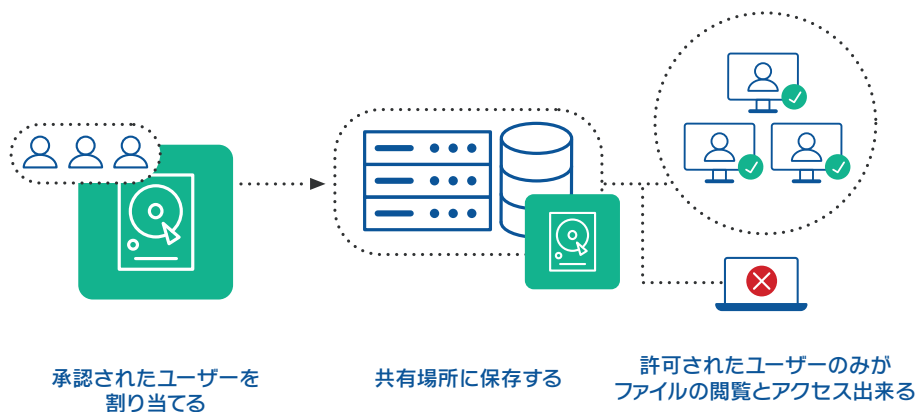 承認されたユーザーを
割り当てる
共有場所に保存する
許可されたユーザーのみが
ファイルの閲覧とアクセス出来る